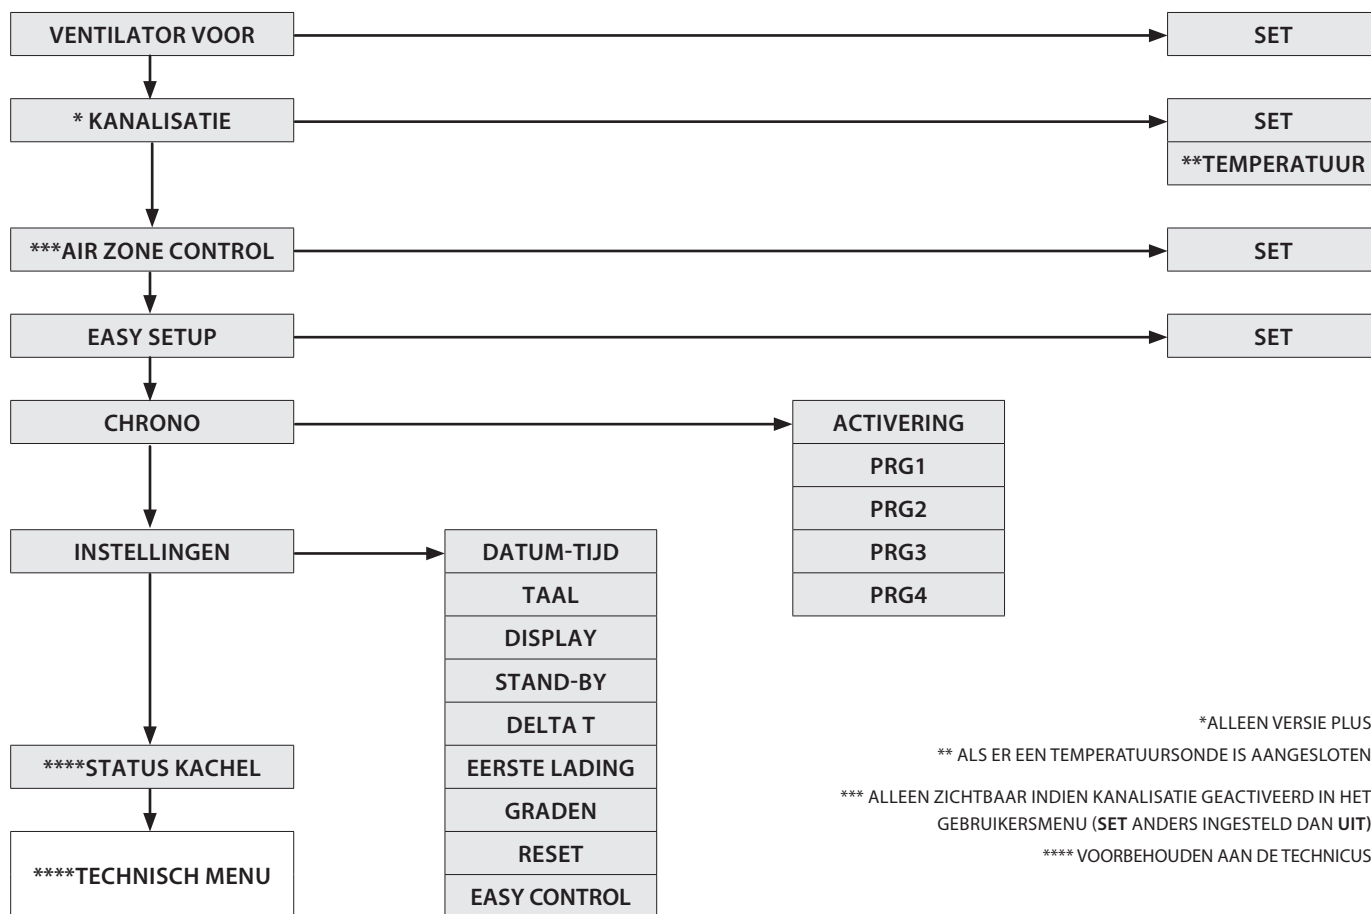 VENTILATOR VOOR
SET
* KANALISATIE
SET
**TEMPERATUUR
***AIR ZONE CONTROL
SET
EASY SETUP
SET
CHRONO
ACTIVERING
PRG1
PRG2
PRG3
PRG4
INSTELLINGEN
DATUM-TIJD
TAAL
DISPLAY
STAND-BY
DELTA T
EERSTE LADING
GRADEN
RESET
EASY CONTROL
****STATUS KACHEL
****TECHNISCH MENU
*ALLEEN VERSIE PLUS
** ALS ER EEN TEMPERATUURSONDE IS AANGESLOTEN
*** ALLEEN ZICHTBAAR INDIEN KANALISATIE GEACTIVEERD IN HET
GEBRUIKERSMENU (SET ANDERS INGESTELD DAN UIT)
**** VOORBEHOUDEN AAN DE TECHNICUS